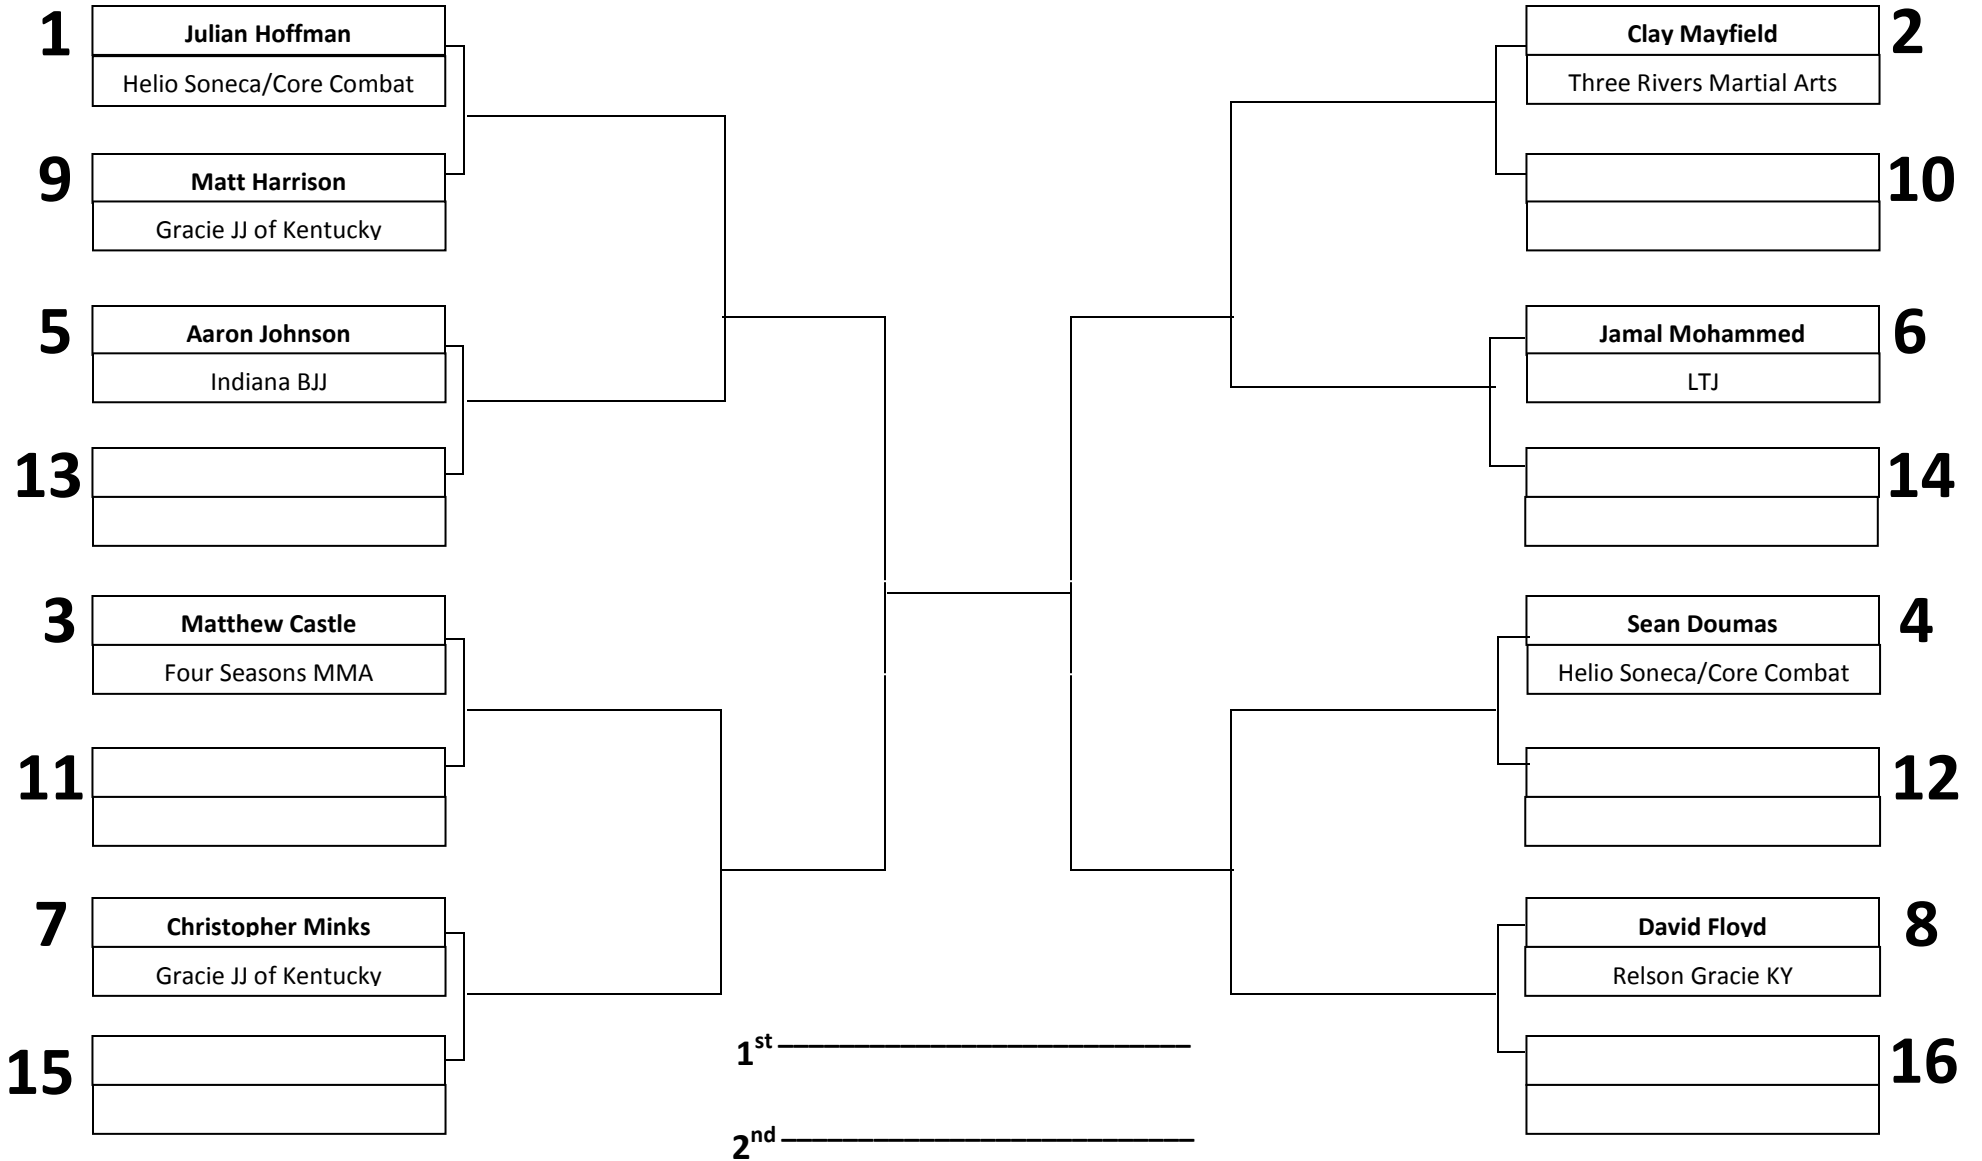 1
Julian Hoffman
Helio Soneca/Core Combat
9
Matt Harrison
Gracie JJ of Kentucky
5
Aaron Johnson
Indiana BJJ
13
3
Matthew Castle
Four Seasons MMA
11
7
Christopher Minks
Gracie JJ of Kentucky
15
Clay Mayfield
2
Three Rivers Martial Arts
10
Jamal Mohammed
6
LTJ
14
Sean Doumas
4
Helio Soneca/Core Combat
12
David Floyd
8
Relson Gracie KY
16
1st
2nd